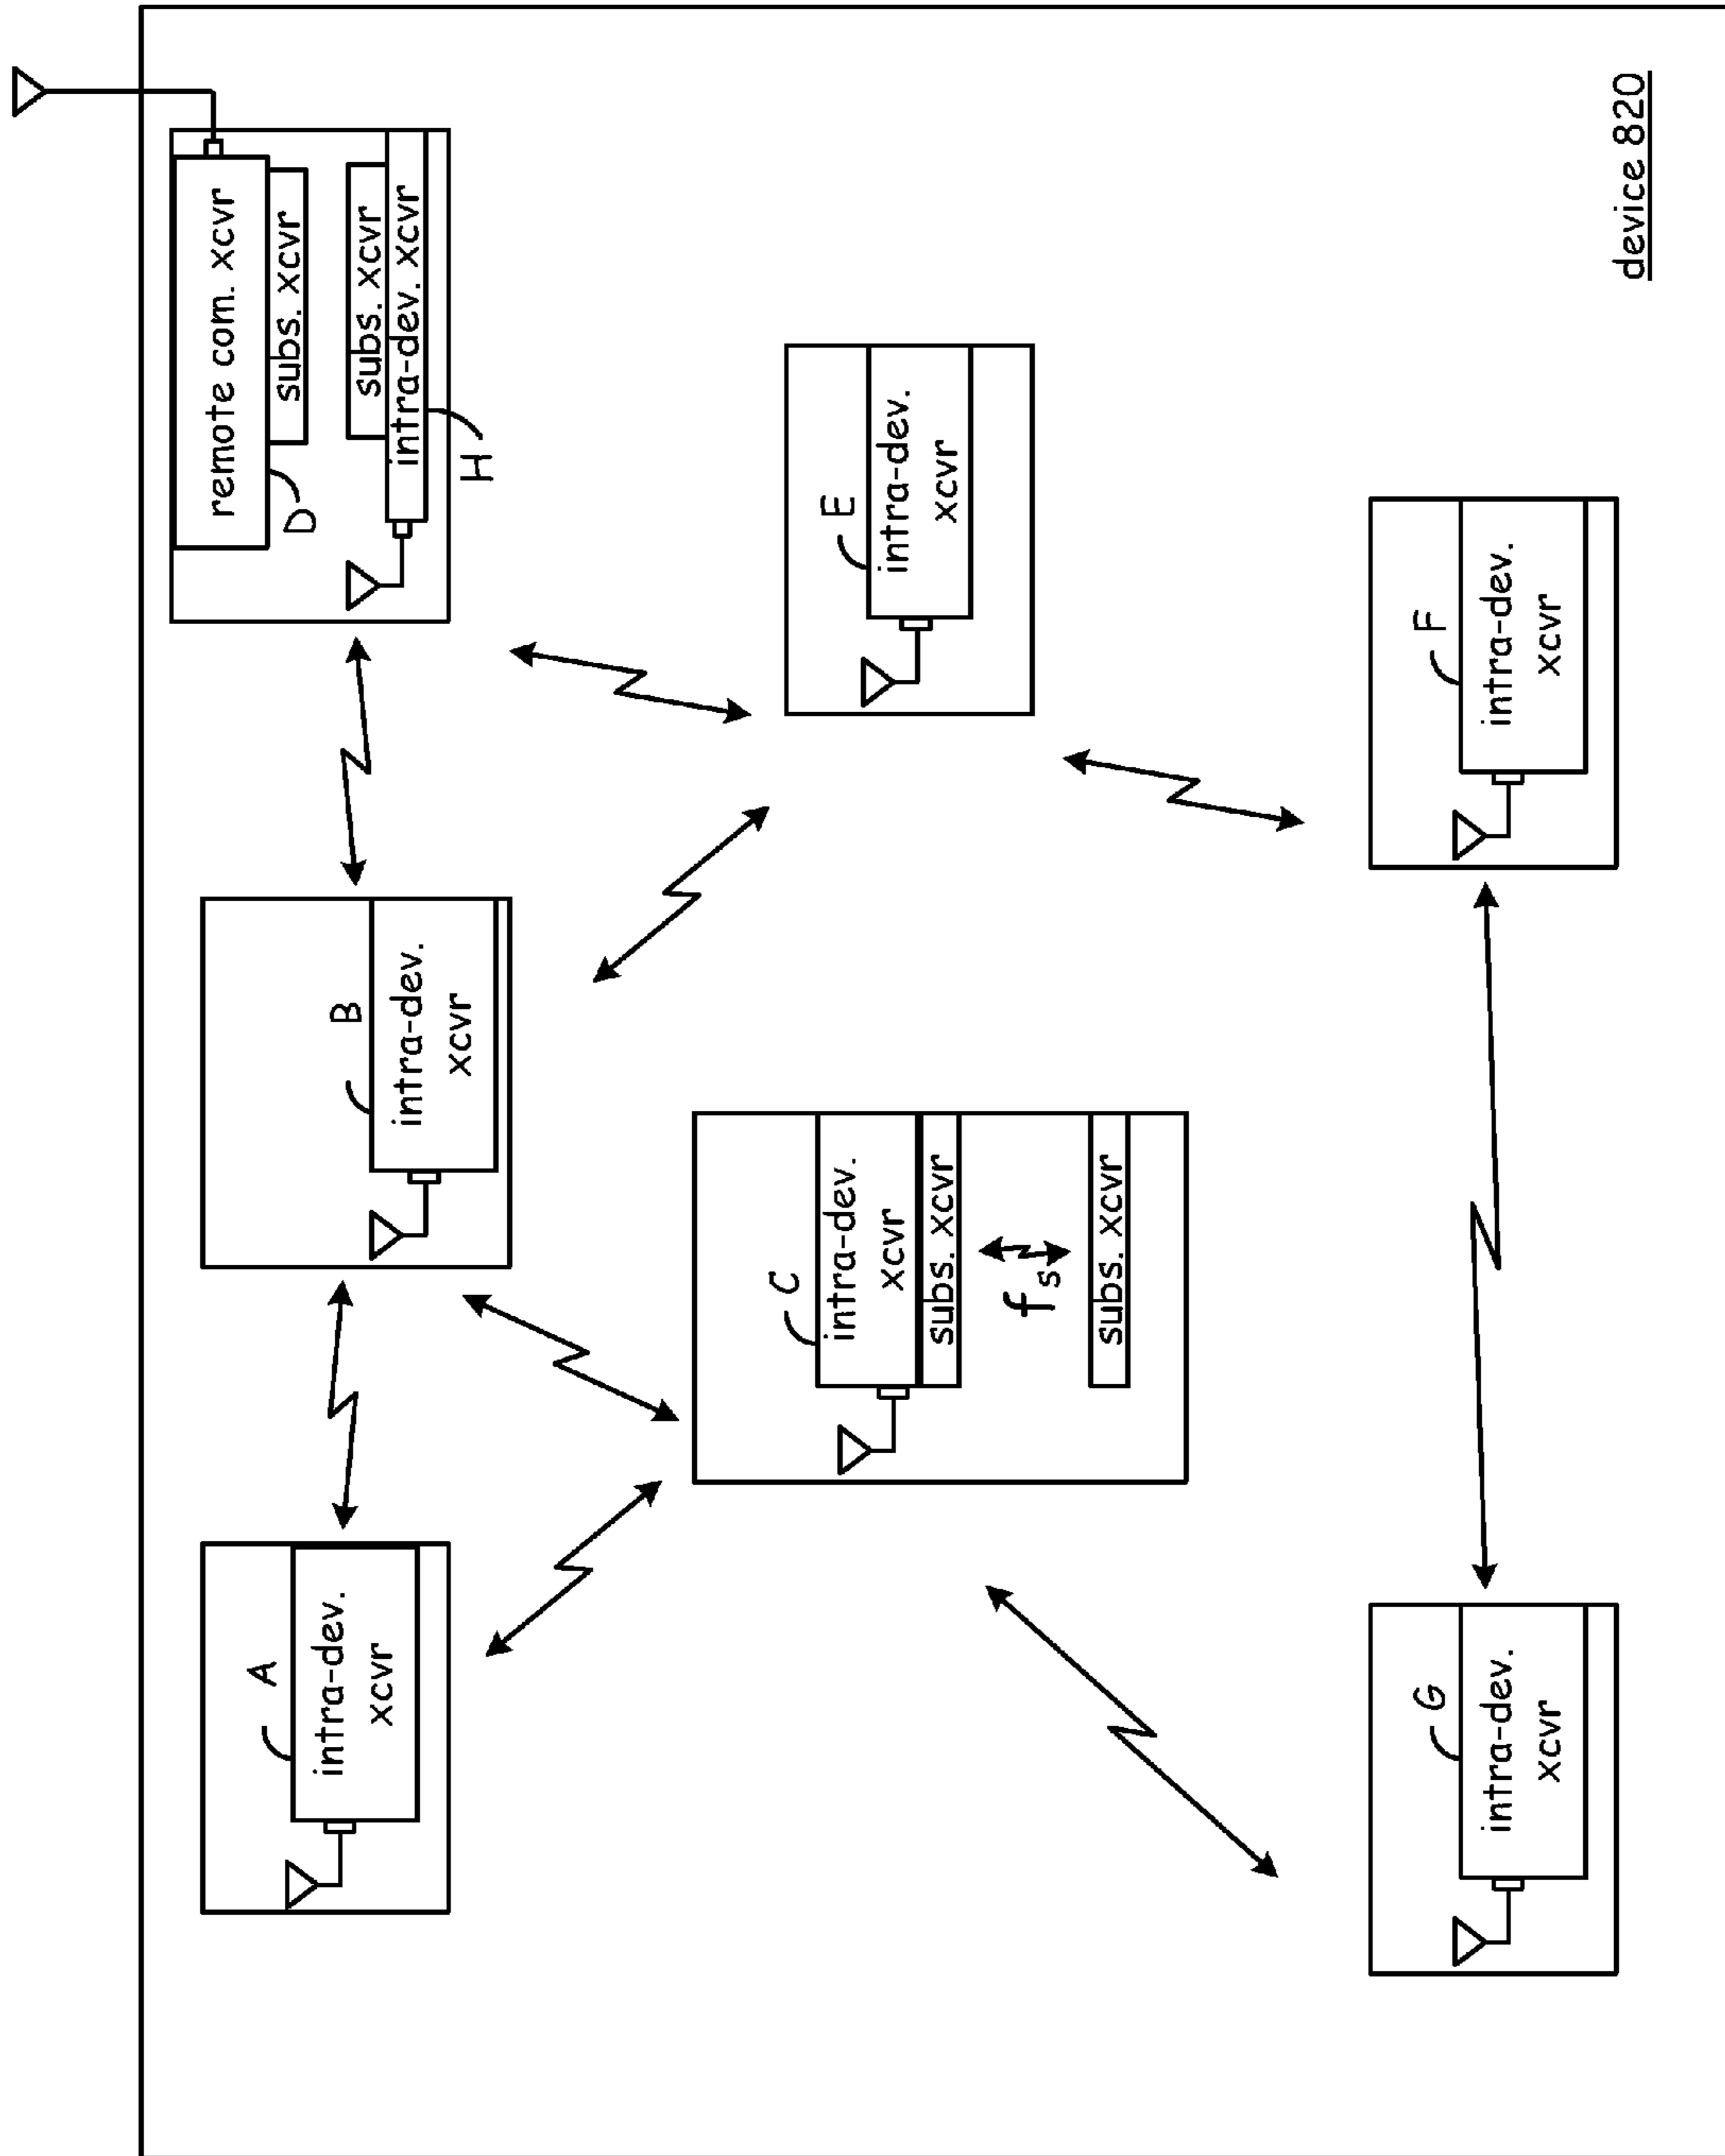 A
intra-dev.
xcvr
B
intra-dev.
xcvr
remote com. xcvr
D
subs. xcvr
subs. xcvr
intra-dev. xcvr
H
C
intra-dev.
xcvr
subs. xcvr
fs
subs. xcvr
E
intra-dev.
xcvr
G
intra-dev.
xcvr
F
intra-dev.
xcvr
device 820